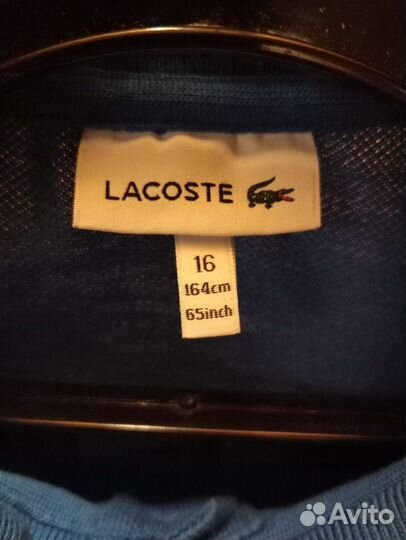 LACOSTE
16
164cm
65inch
Avito